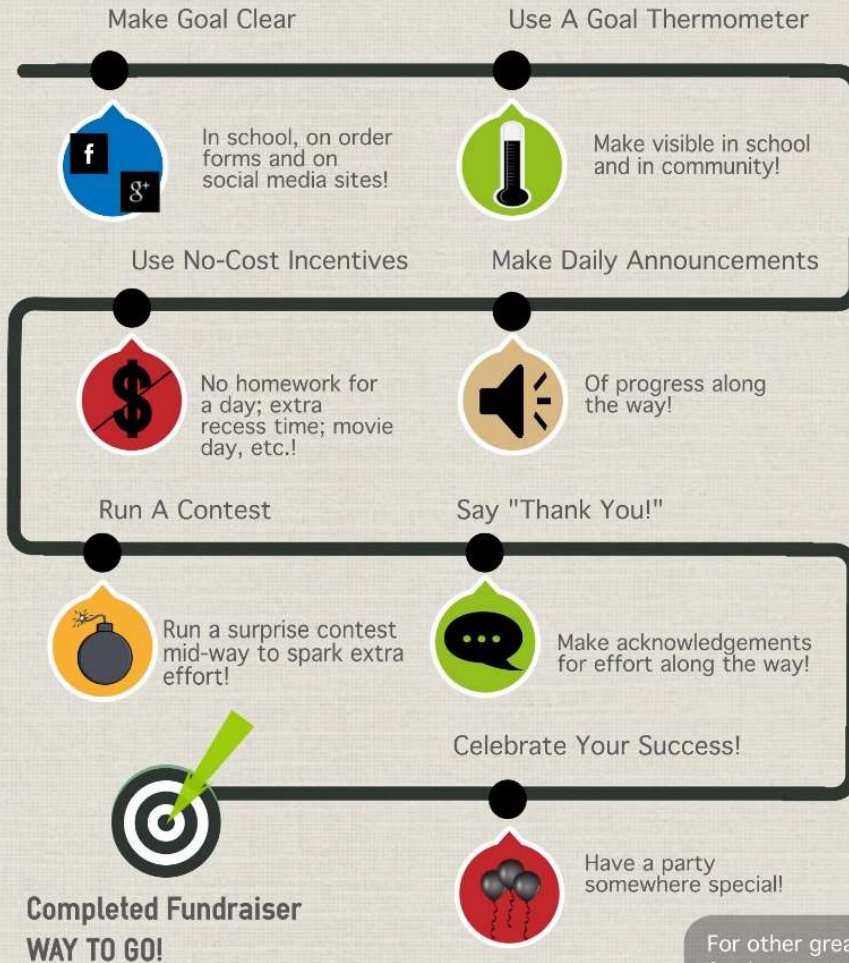 Make Goal Clear
f
g+
In school, on order
forms and on
social media sites!
Use A Goal Thermometer
Make visible in school
and in community!
Make Daily Announcements
Of progress along
the way!
Use No-Cost Incentives
$
No homework for
a day; extra
recess time; movie
day, etc.!
Run A Contest
Run a surprise contest
mid-way to spark extra
effort!
Say "Thank You!"
Make acknowledgements
for effort along the way!
Celebrate Your Success!
Have a party
somewhere special!
Completed Fundraiser
WAY TO GO!
For other grea